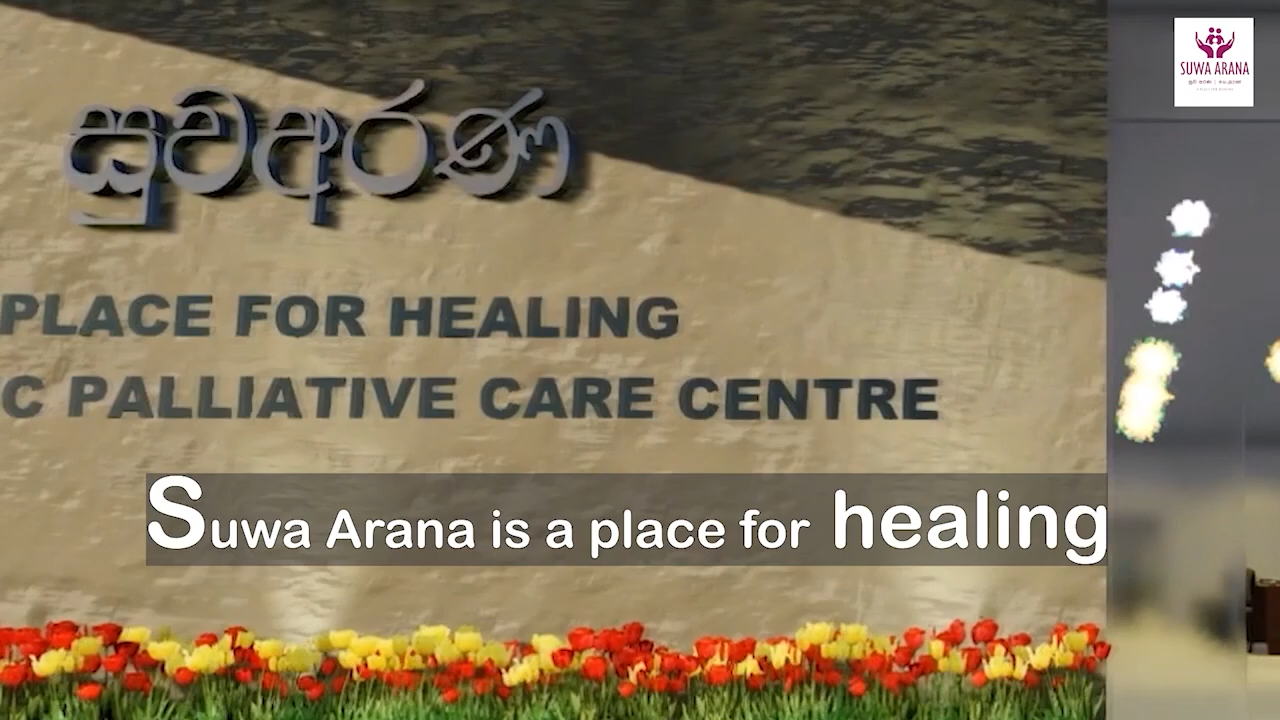 සුවඅරණ
PLACE FOR HEALING
C PALLIATIVE CARE CENTRE
Suwa Arana is a place for healing
SUWA ARANA